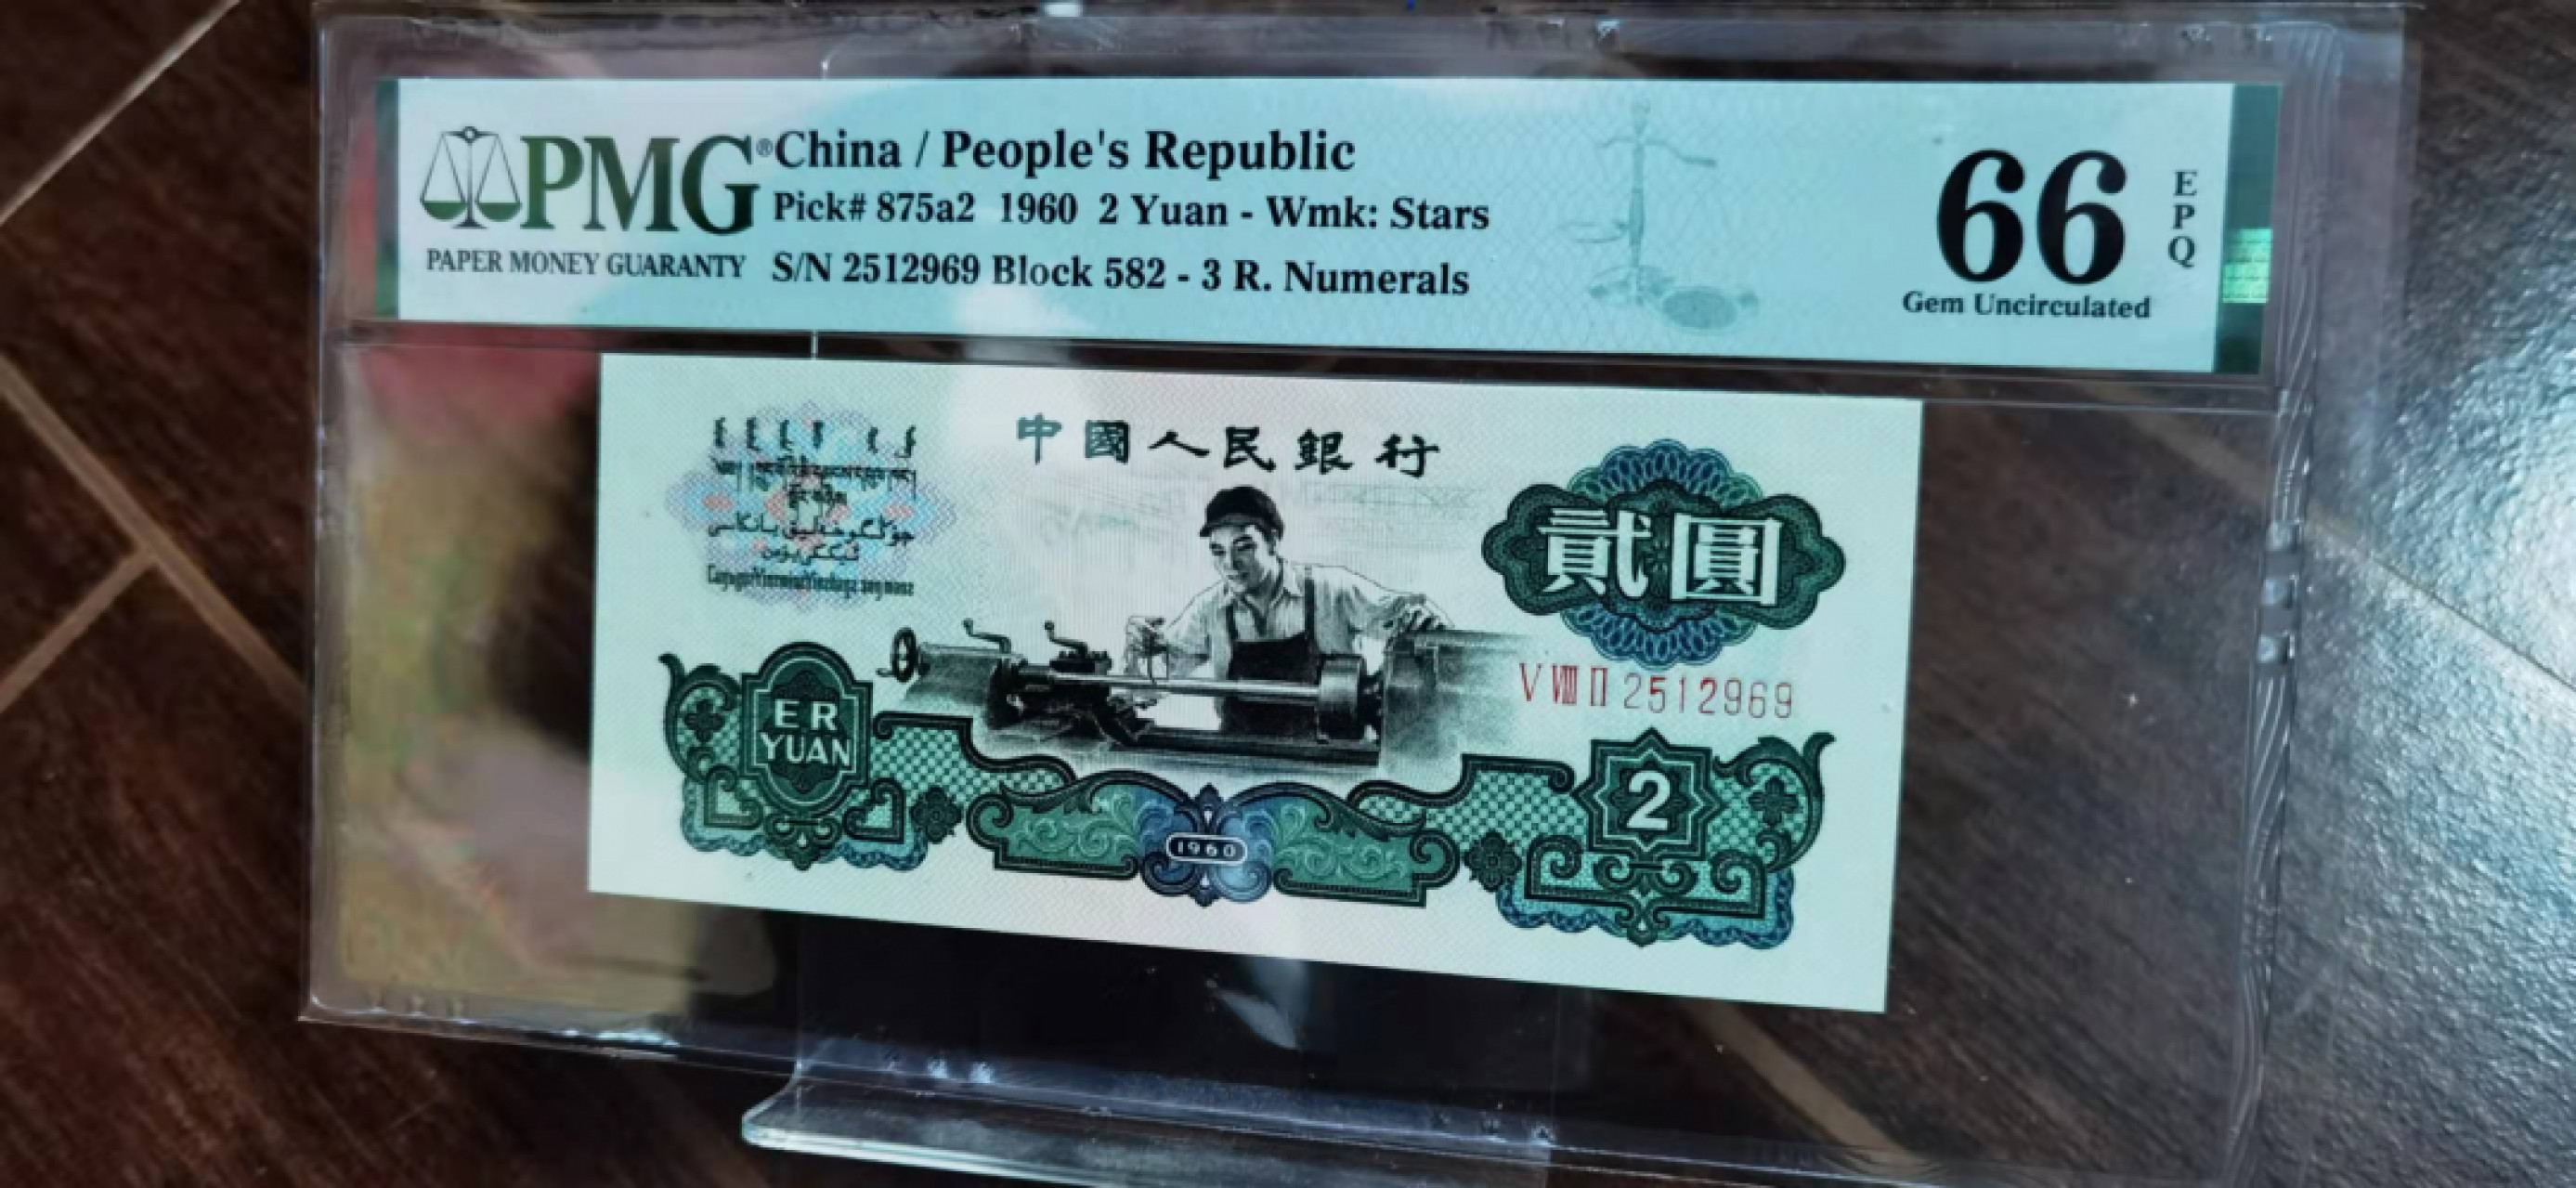 PMG® China / People's Republic
Pick# 875a2 1960 2 Yuan - Wmk: Stars
PAPER MONEY GUARANTY S/N 2512969 Block 582 - 3 R. Numerals
66
EPQ
Gem Uncirculated
中國人民銀行
貳圓
V VIII II 2512969
ER
YUAN
2
1960